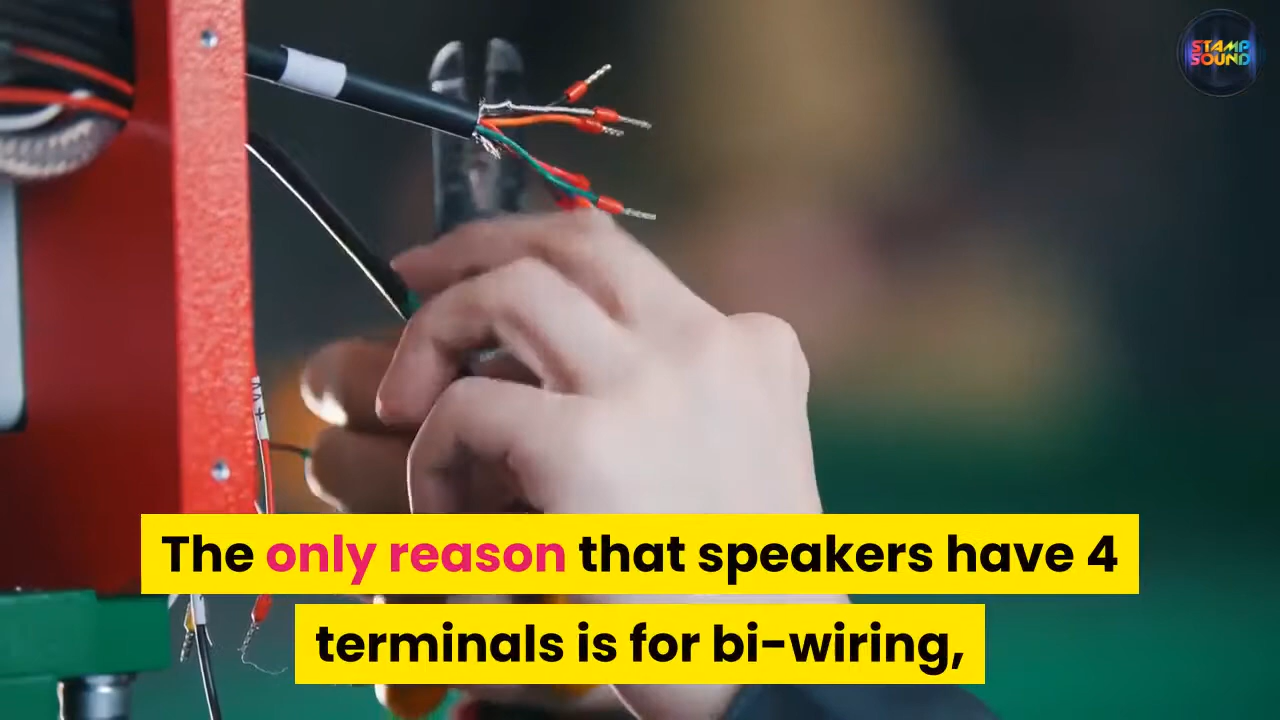 STAMP
SOUND
The only reason that speakers have 4
terminals is for bi-wiring,